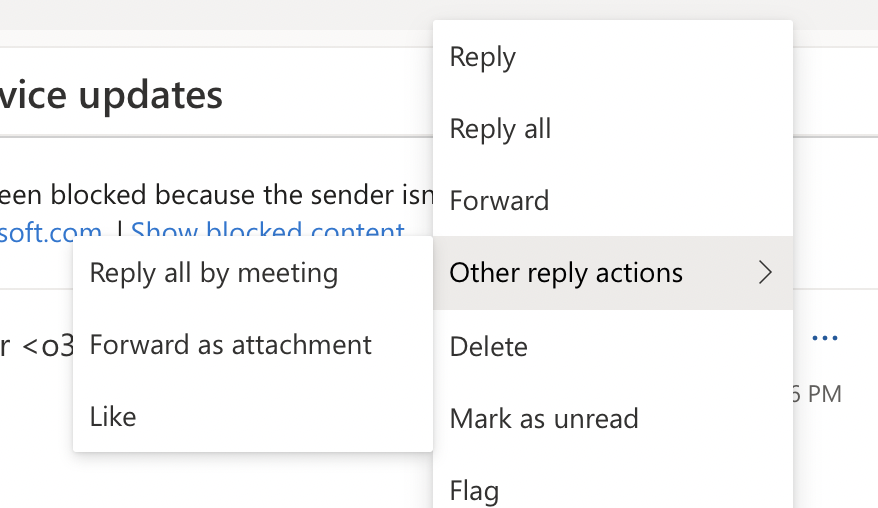 vice updates
een blocked because the sender isn
soft.com | Show blocked content
r <o3
6 PM
Reply
Reply all
Forward
Other reply actions
Delete
Mark as unread
Flag
Reply all by meeting
Forward as attachment
Like